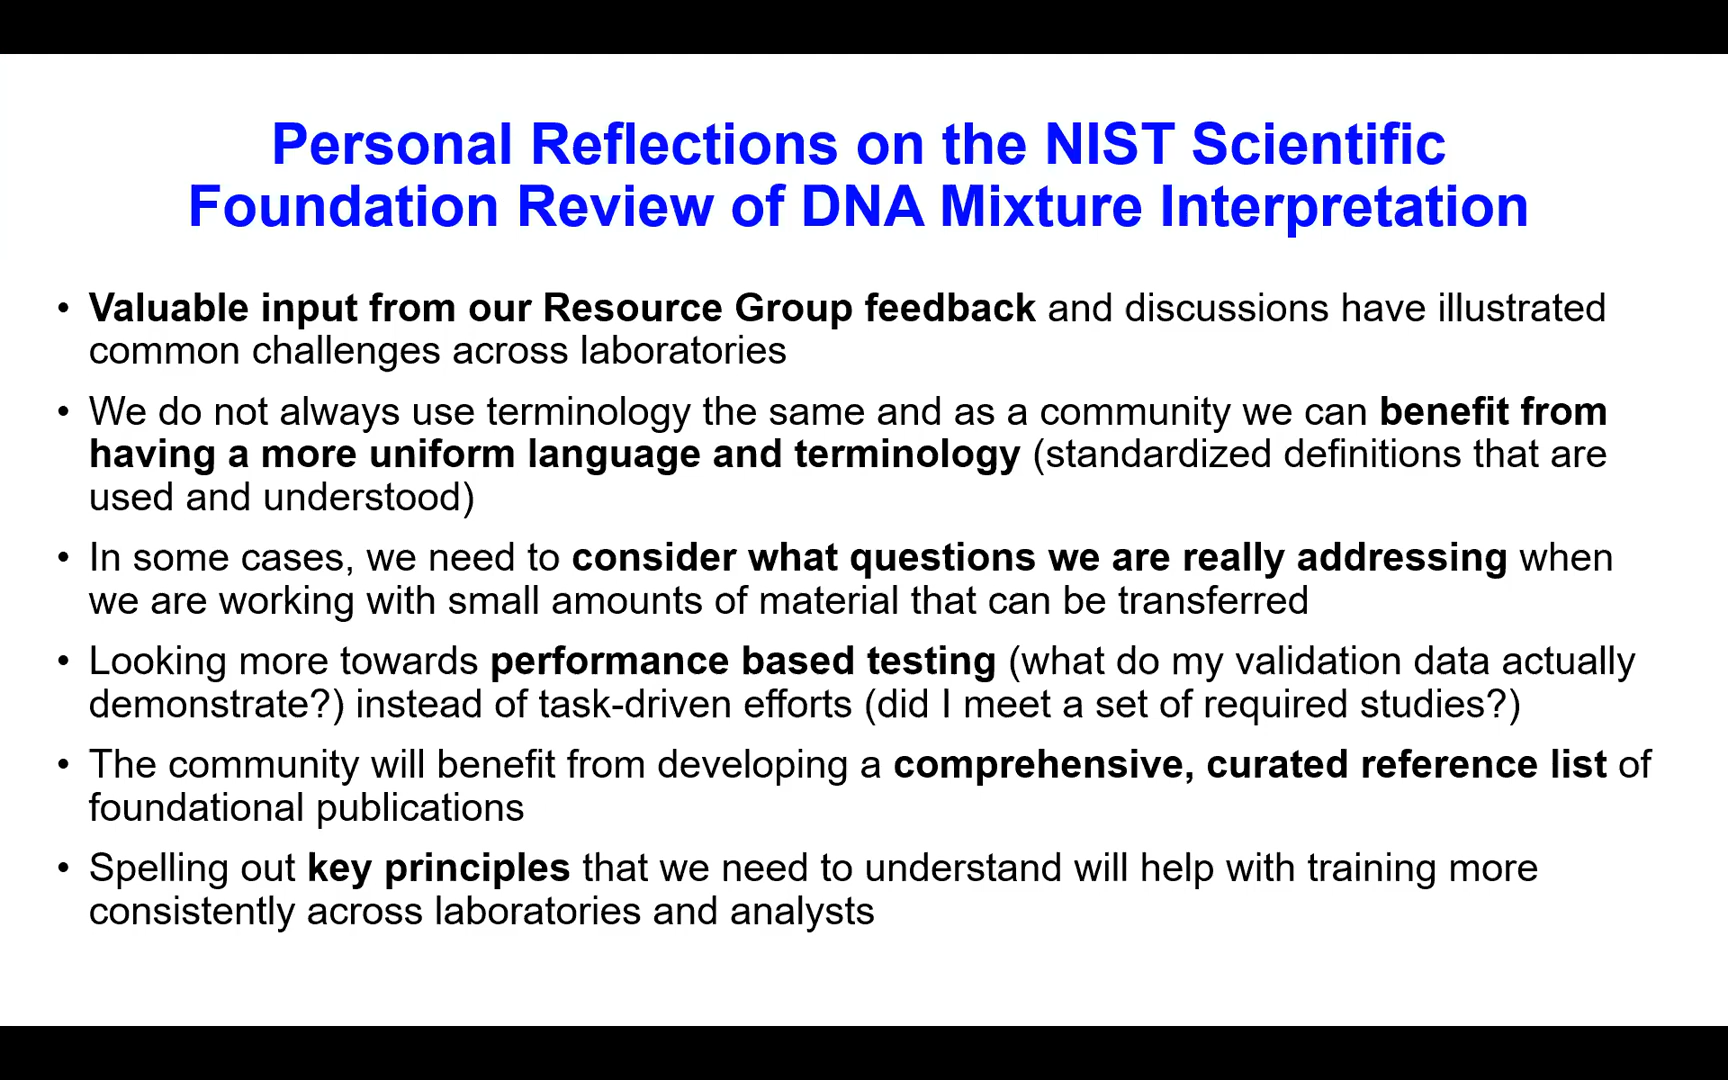 Personal Reflections on the NIST Scientific
Foundation Review of DNA Mixture Interpretation
• Valuable input from our Resource Group feedback and discussions have illustrated
common challenges across laboratories
• We do not always use terminology the same and as a community we can benefit from
having a more uniform language and terminology (standardized definitions that are
used and understood)
• In some cases, we need to consider what questions we are really addressing when
we are working with small amounts of material that can be transferred
• Looking more towards performance based testing (what do my validation data actually
demonstrate?) instead of task-driven efforts (did I meet a set of required studies?)
• The community will benefit from developing a comprehensive, curated reference list of
foundational publications
• Spelling out key principles that we need to understand will help with training more
consistently across laboratories and analysts